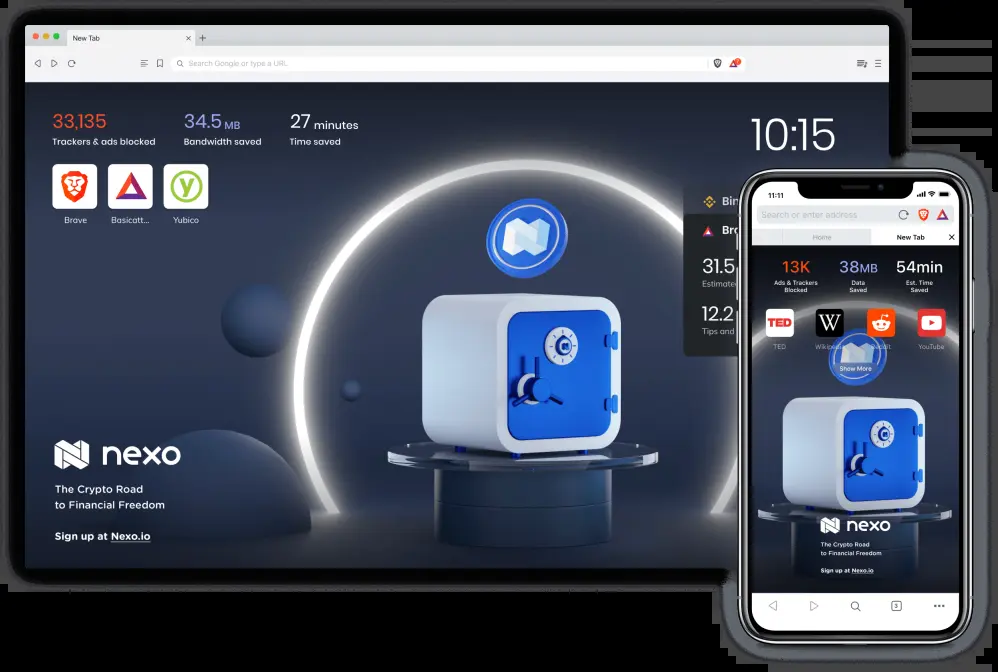 New Tab
Search Google or type a URL
33,135
Trackers & ads blocked
34.5 MB
Bandwidth saved
27 minutes
Time saved
10:15
Brave
Basicatt...
Yubico
Bin
31.5
Estimate
12.2
Tips and
nexo
The Crypto Road
to Financial Freedom
Sign up at Nexo.io
11:11
Search or enter address
Home
New Tab
13K
Ads & Trackers
Blocked
38MB
Data
Saved
54min
Est. Time
Saved
TED
W
TED
YouTube
Show More
nexo
The Crypto Road
to Financial Freedom
Sign up at Nexo.io
3